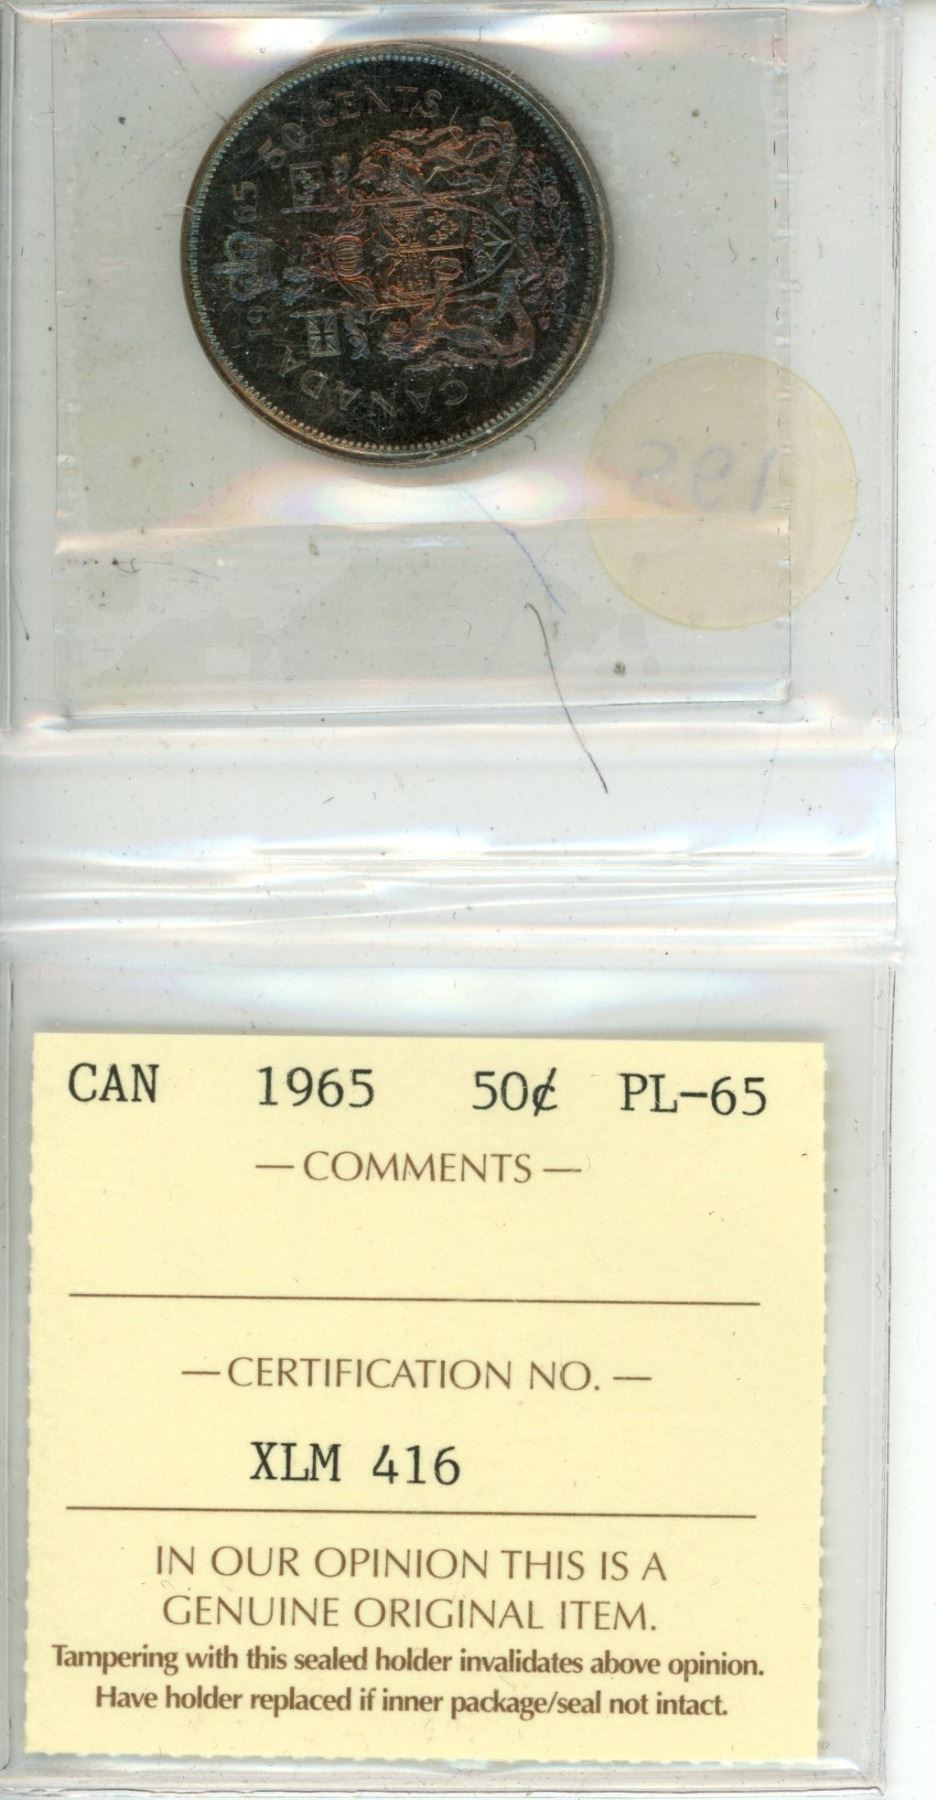 50 CENTS
1965
CANADA
195
CAN 1965 50¢ PL-65
— COMMENTS —
— CERTIFICATION NO. —
XLM 416
IN OUR OPINION THIS IS A
GENUINE ORIGINAL ITEM.
Tampering with this sealed holder invalidates above opinion.
Have holder replaced if inner package/seal not intact.